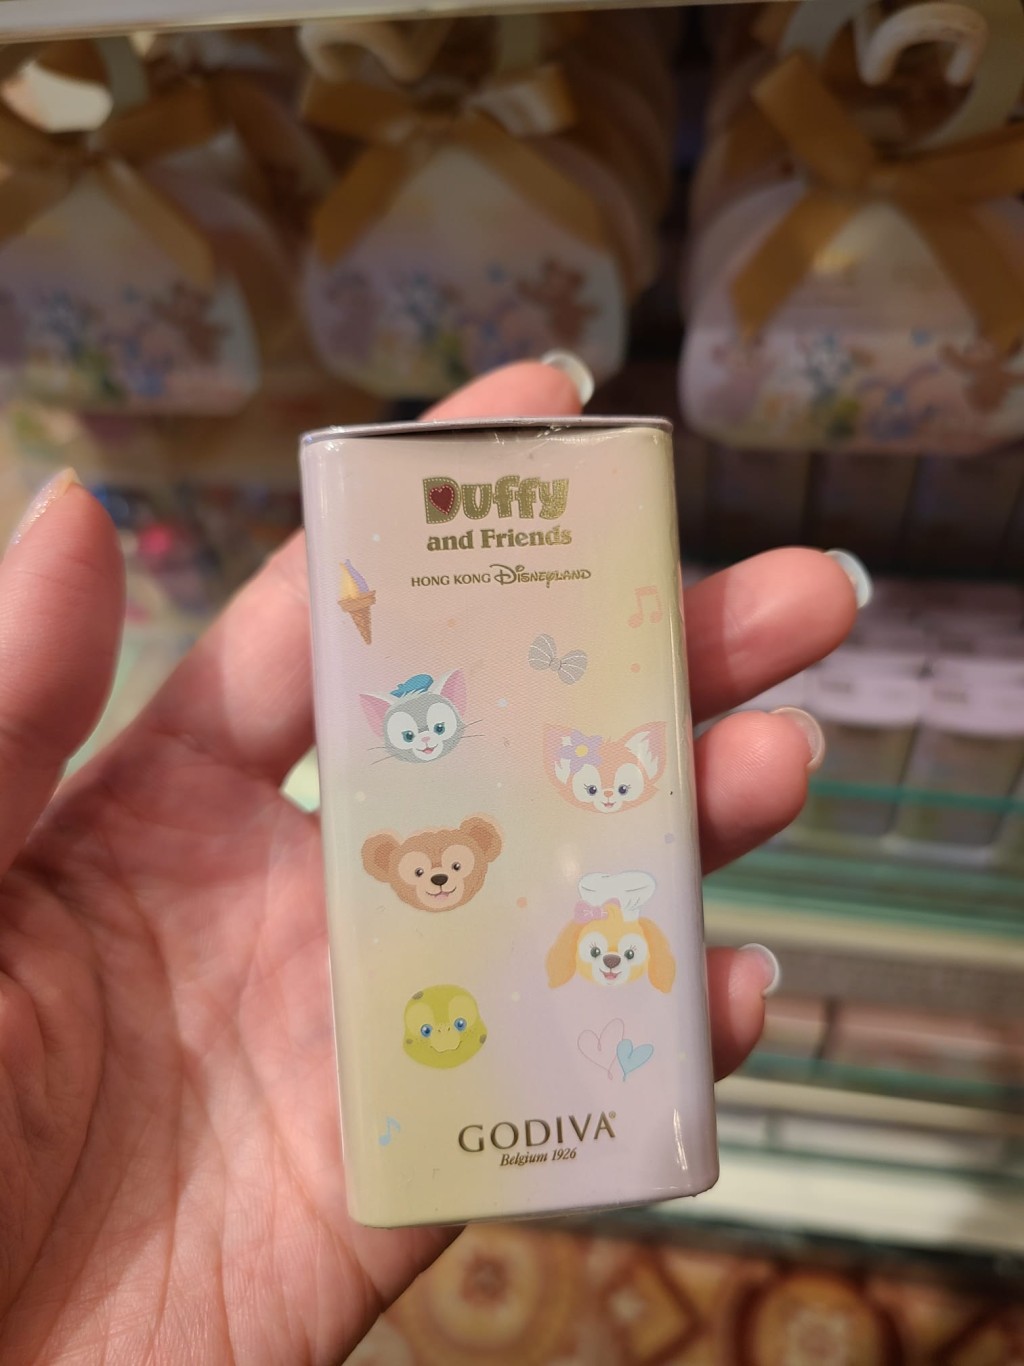 Duffy
and Friends
HONG KONG DISNEYLAND
GODIVA®
Belgium 1926